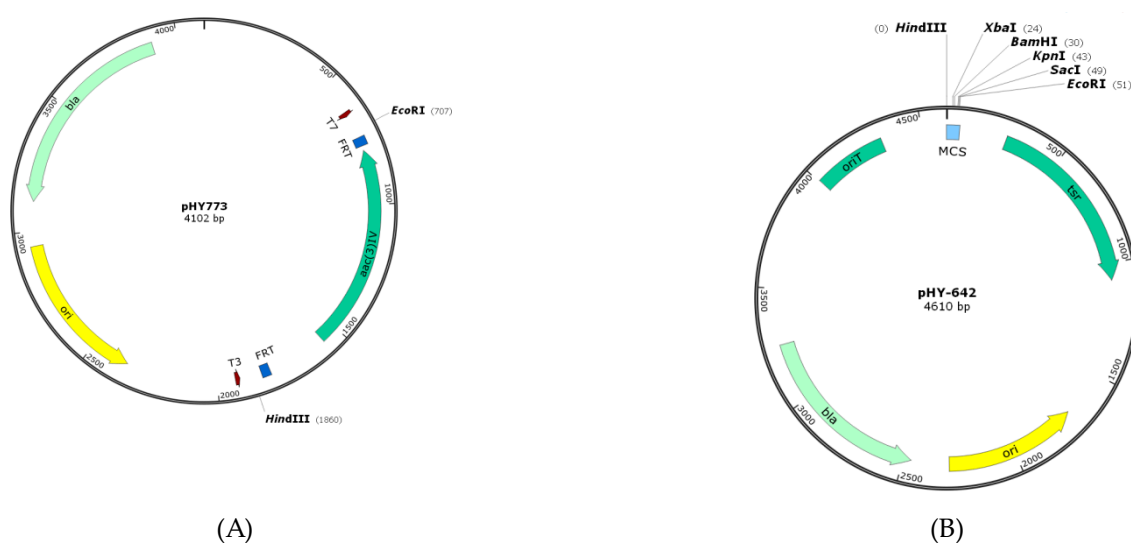 4000
500
EcoRI (707)
T7
FRT
bla
3500
1000
pHY773
4102 bp
aac(3)IV
3000
ori
1500
2500
T3
FRT
2000
HindIII (1860)
(A)
(0) HindIII
XbaI (24)
BamHI (30)
KpnI (43)
SacI (49)
EcoRI (51)
4500
MCS
500
oriT
4000
tsr
1000
pHY-642
4610 bp
3500
1500
bla
3000
ori
2000
2500
(B)